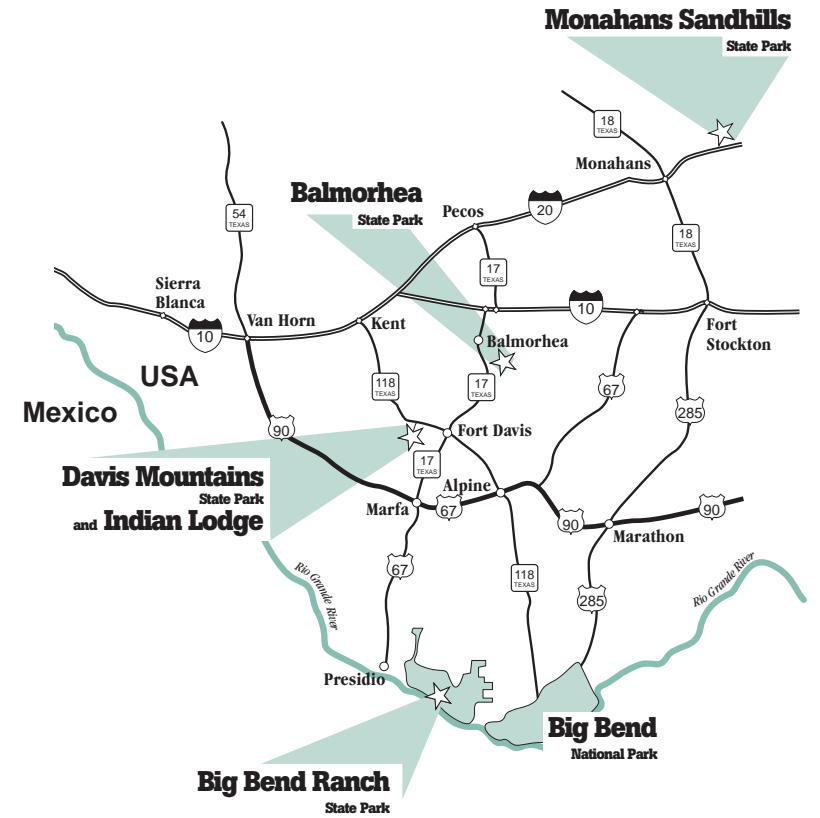 Monahans Sandhills
State Park
18
TEXAS
Monahans
Balmorhea
State Park
Pecos
20
54
TEXAS
18
TEXAS
17
TEXAS
Sierra
Blanca
10
Van Horn
Kent
10
Fort
Stockton
Balmorhea
USA
Mexico
118
TEXAS
17
TEXAS
67
285
90
Fort Davis
Davis Mountains
State Park
and Indian Lodge
17
TEXAS
Alpine
Marfa
67
90
90
Marathon
Rio Grande River
67
118
TEXAS
285
Rio Grande River
Presidio
Big Bend
National Park
Big Bend Ranch
State Park